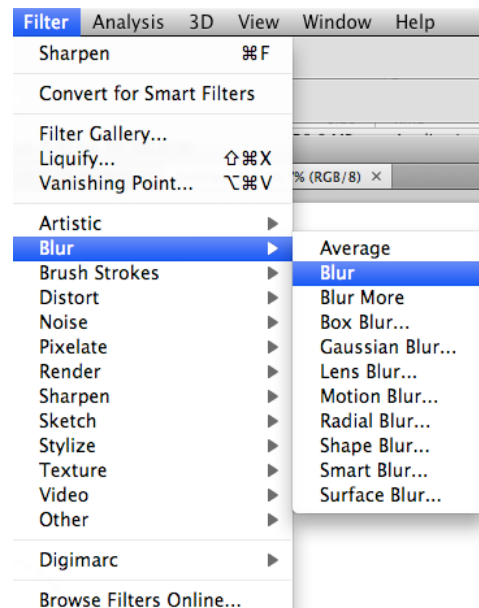 Filter Analysis 3D View Window Help
Sharpen ⌘F
Convert for Smart Filters
Filter Gallery...
Liquify... ⇧⌘X
Vanishing Point... ⌥⌘V
% (RGB/8) ×
Artistic
Blur
Brush Strokes
Distort
Noise
Pixelate
Render
Sharpen
Sketch
Stylize
Texture
Video
Other
Digimarc
Browse Filters Online...
Average
Blur
Blur More
Box Blur...
Gaussian Blur...
Lens Blur...
Motion Blur...
Radial Blur...
Shape Blur...
Smart Blur...
Surface Blur...